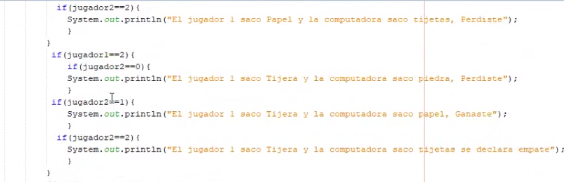 if(jugador2==2){
System.out.println("El jugador 1 saco Papel y la computadora saco tijetas, Perdiste");
}
}
if(jugador1==2){
if(jugador2==0){
System.out.println("El jugador 1 saco Tijera y la computadora saco piedra, Perdiste");
}
if(jugador2==1){
System.out.println("El jugador 1 saco Tijera y la computadora saco papel, Ganaste");
}
if(jugador2==2){
System.out.println("El jugador 1 saco Tijera y la computadora saco tijetas se declara empate");
}
}